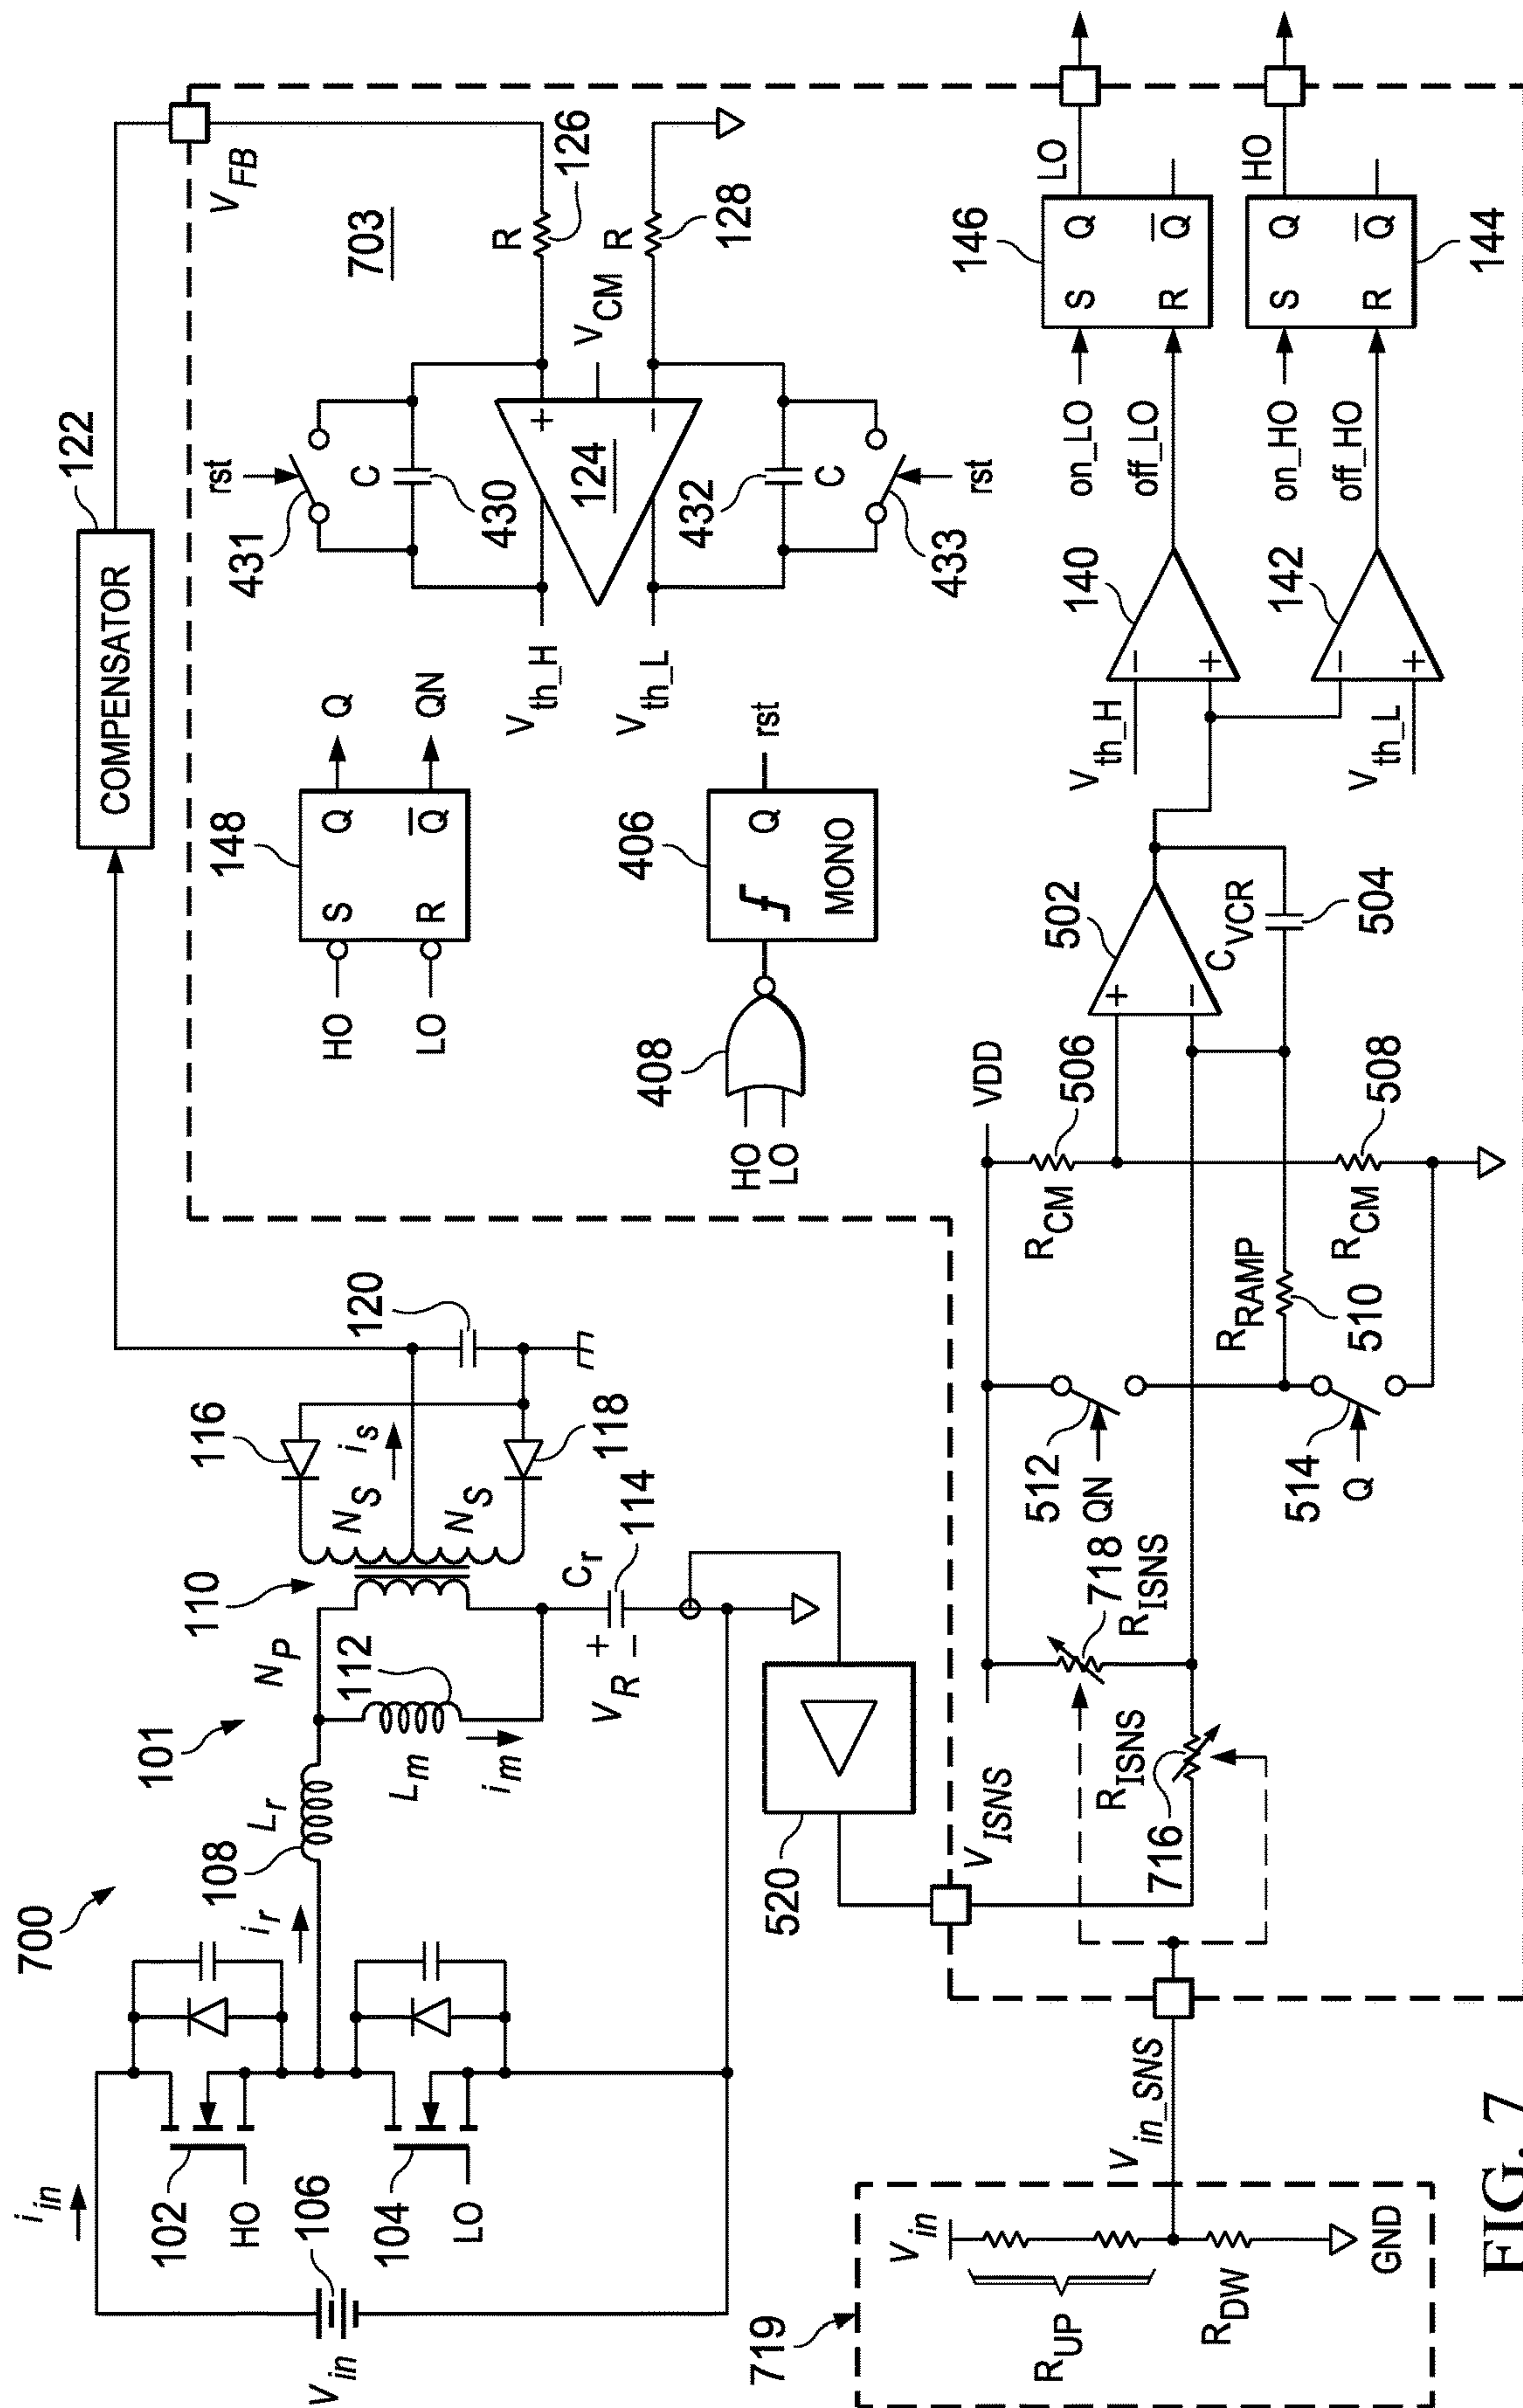 700
i_in
102
HO
V_in
106
104
LO
i_r
108
L_r
101
N_P
110
112
L_m
i_m
V_R
+
−
C_r
114
N_S
N_S
i_s
116
118
120
122
COMPENSATOR
V_FB
703
R
126
R
128
V_CM
rst
431
C
430
+
124
−
432
C
433
rst
V_th_H
V_th_L
148
HO
S
Q
Q
LO
R
Q̅
QN
408
HO
LO
406
Q
MONO
rst
520
V_ISNS
719
V_in
R_UP
R_DW
GND
V_in_SNS
716
R_ISNS
718
R_ISNS
VDD
512
QN
514
Q
R_RAMP
510
R_CM
506
R_CM
508
502
+
−
C_VCR
504
V_th_H
V_th_L
140
−
+
142
−
+
on_LO
off_LO
on_HO
off_HO
146
S
Q
R
Q̅
LO
144
S
Q
R
Q̅
HO
FIG. 7